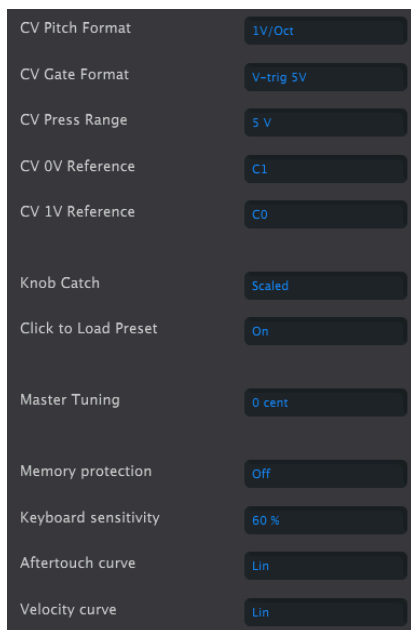 CV Pitch Format 1V/Oct
CV Gate Format V-trig 5V
CV Press Range 5 V
CV 0V Reference C1
CV 1V Reference C0
Knob Catch Scaled
Click to Load Preset On
Master Tuning 0 cent
Memory protection Off
Keyboard sensitivity 60 %
Aftertouch curve Lin
Velocity curve Lin